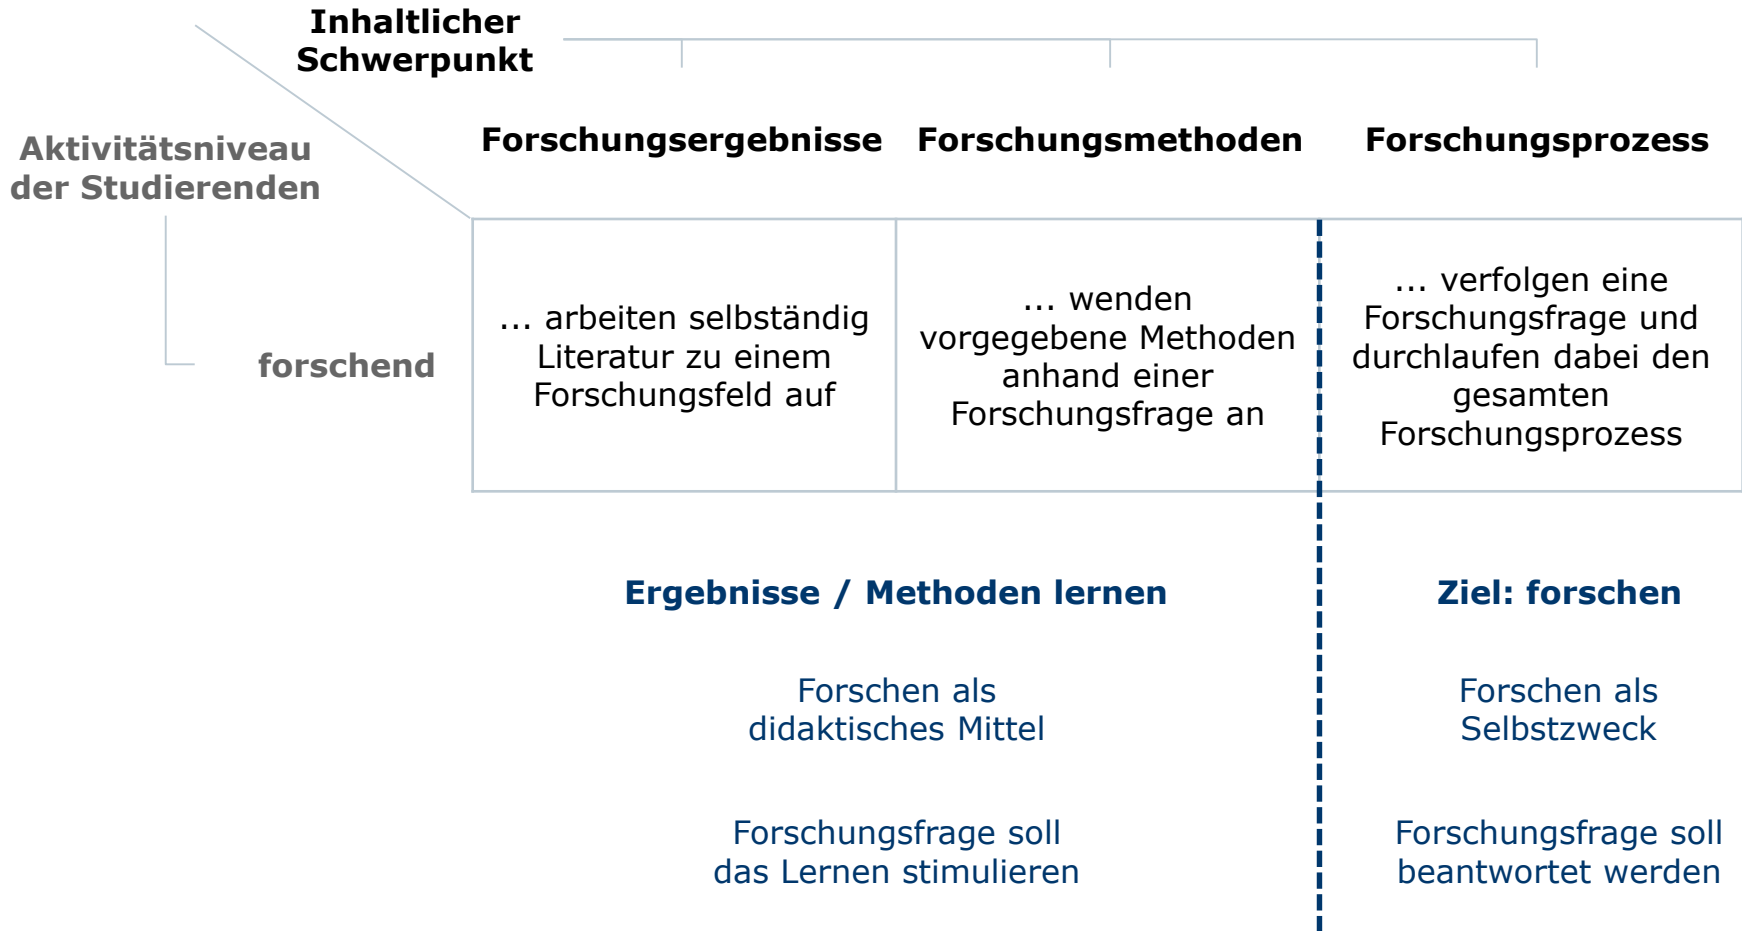 Inhaltlicher
Schwerpunkt
Aktivitätsniveau
der Studierenden
Forschungsergebnisse
Forschungsmethoden
Forschungsprozess
forschend
... arbeiten selbständig
Literatur zu einem
Forschungsfeld auf
... wenden
vorgegebene Methoden
anhand einer
Forschungsfrage an
... verfolgen eine
Forschungsfrage und
durchlaufen dabei den
gesamten
Forschungsprozess
Ergebnisse / Methoden lernen
Ziel: forschen
Forschen als
didaktisches Mittel
Forschen als
Selbstzweck
Forschungsfrage soll
das Lernen stimulieren
Forschungsfrage soll
beantwortet werden